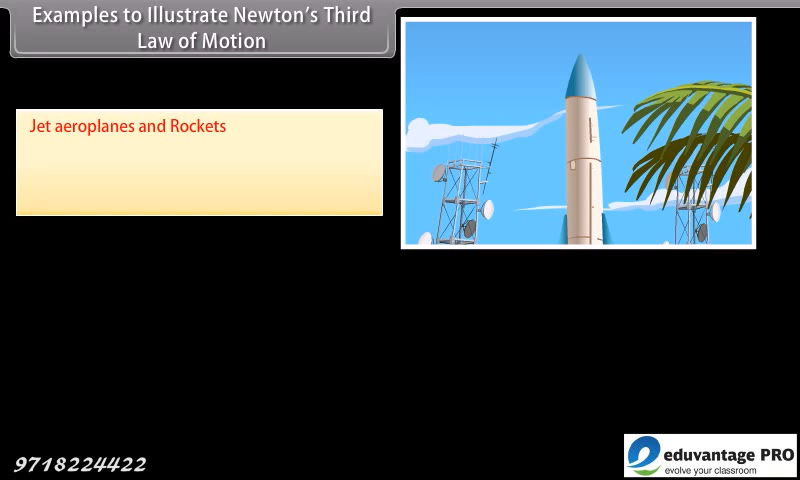 Examples to Illustrate Newton's Third
Law of Motion
Jet aeroplanes and Rockets
9718224422
eduvantage PRO
evolve your classroom